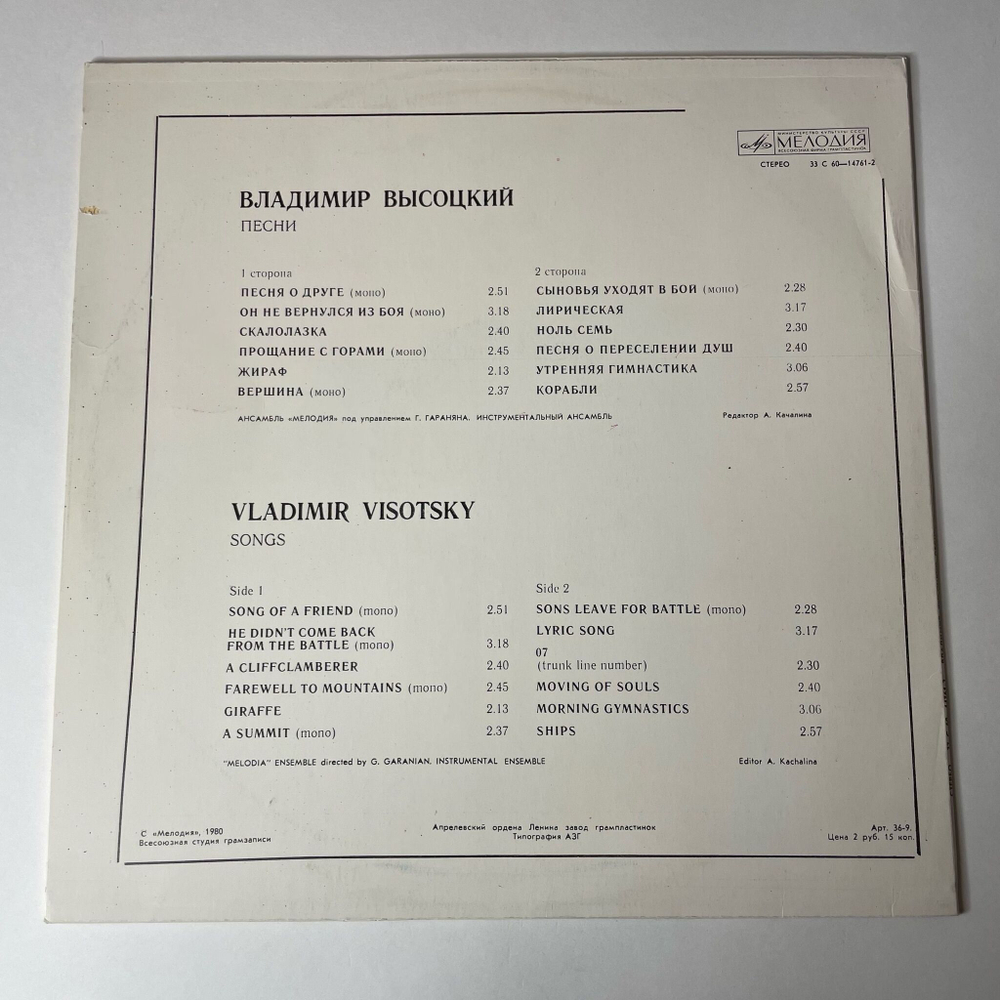 МИНИСТЕРСТВО КУЛЬТУРЫ СССР
МЕЛОДИЯ
ВСЕСОЮЗНАЯ ФИРМА ГРАМПЛАСТИНОК
СТЕРЕО 33 С 60—14761-2
ВЛАДИМИР ВЫСОЦКИЙ
ПЕСНИ
1 сторона
ПЕСНЯ О ДРУГЕ (моно) 2.51
ОН НЕ ВЕРНУЛСЯ ИЗ БОЯ (моно) 3.18
СКАЛОЛАЗКА 2.40
ПРОЩАНИЕ С ГОРАМИ (моно) 2.45
ЖИРАФ 2.13
ВЕРШИНА (моно) 2.37
2 сторона
СЫНОВЬЯ УХОДЯТ В БОЙ (моно) 2.28
ЛИРИЧЕСКАЯ 3.17
НОЛЬ СЕМЬ 2.30
ПЕСНЯ О ПЕРЕСЕЛЕНИИ ДУШ 2.40
УТРЕННЯЯ ГИМНАСТИКА 3.06
КОРАБЛИ 2.57
АНСАМБЛЬ «МЕЛОДИЯ» под управлением Г. ГАРАНЯНА. ИНСТРУМЕНТАЛЬНЫЙ АНСАМБЛЬ
Редактор А. Качалина
VLADIMIR VISOTSKY
SONGS
Side 1
SONG OF A FRIEND (mono) 2.51
HE DIDN'T COME BACK
FROM THE BATTLE (mono) 3.18
A CLIFFCLAMBERER 2.40
FAREWELL TO MOUNTAINS (mono) 2.45
GIRAFFE 2.13
A SUMMIT (mono) 2.37
Side 2
SONS LEAVE FOR BATTLE (mono) 2.28
LYRIC SONG 3.17
07
(trunk line number) 2.30
MOVING OF SOULS 2.40
MORNING GYMNASTICS 3.06
SHIPS 2.57
"MELODIA" ENSEMBLE directed by G. GARANIAN. INSTRUMENTAL ENSEMBLE
Editor A. Kachalina
С «Мелодия», 1980
Всесоюзная студия грамзаписи
Апрелевский ордена Ленина завод грампластинок
Типография АЗГ
Арт. 36-9.
Цена 2 руб. 15 коп.